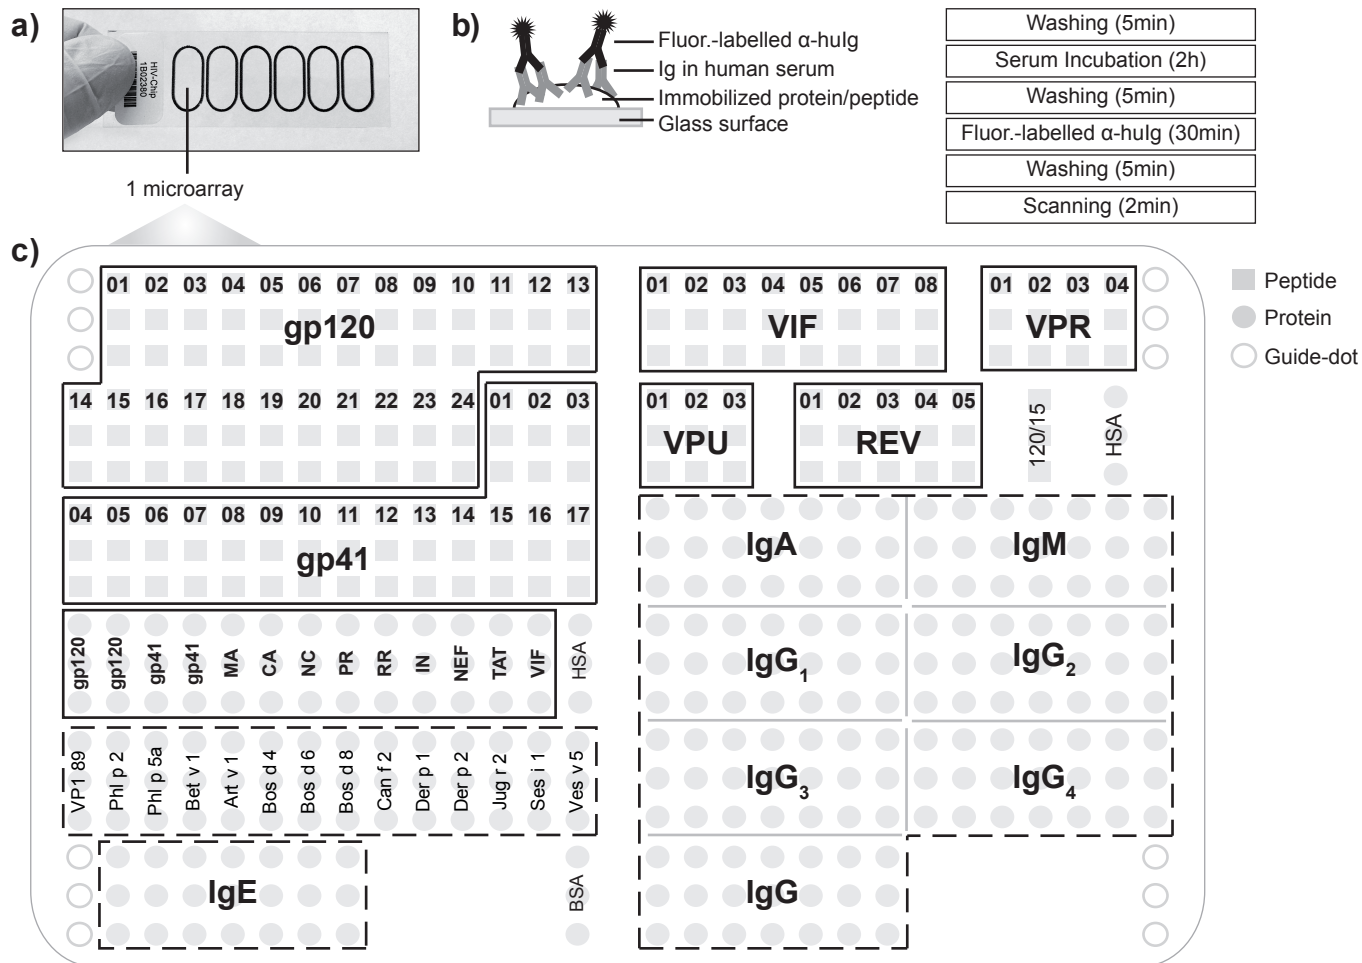 a)
HIV-Chip
1B02380
1 microarray
b)
Fluor.-labelled α-huIg
Ig in human serum
Immobilized protein/peptide
Glass surface
Washing (5min)
Serum Incubation (2h)
Washing (5min)
Fluor.-labelled α-huIg (30min)
Washing (5min)
Scanning (2min)
c)
01 02 03 04 05 06 07 08 09 10 11 12 13
gp120
14 15 16 17 18 19 20 21 22 23 24
01 02 03
04 05 06 07 08 09 10 11 12 13 14 15 16 17
gp41
gp120 gp120 gp41 gp41 MA CA NC PR RR IN NEF TAT VIF HSA
VP1 89 Phl p 2 Phl p 5a Bet v 1 Art v 1 Bos d 4 Bos d 6 Bos d 8 Can f 2 Der p 1 Der p 2 Jug r 2 Ses i 1 Ves v 5
IgE
BSA
01 02 03 04 05 06 07 08
VIF
01 02 03 04
VPR
01 02 03
VPU
01 02 03 04 05
REV
120/15
HSA
IgA
IgM
IgG1
IgG2
IgG3
IgG4
IgG
Peptide
Protein
Guide-dot